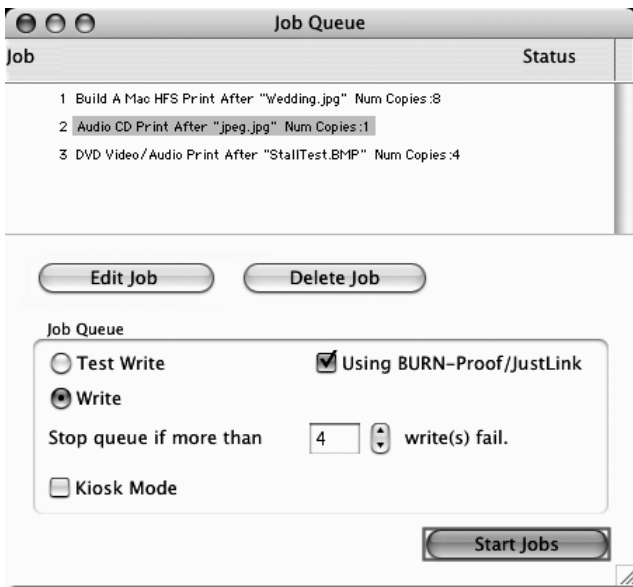 Job Queue
Job Status
1 Build A Mac HFS Print After "Wedding.jpg" Num Copies:8
2 Audio CD Print After "jpeg.jpg" Num Copies:1
3 DVD Video/Audio Print After "StallTest.BMP" Num Copies:4
Edit Job Delete Job
Job Queue
Test Write Using BURN-Proof/JustLink
Write
Stop queue if more than 4 write(s) fail.
Kiosk Mode
Start Jobs